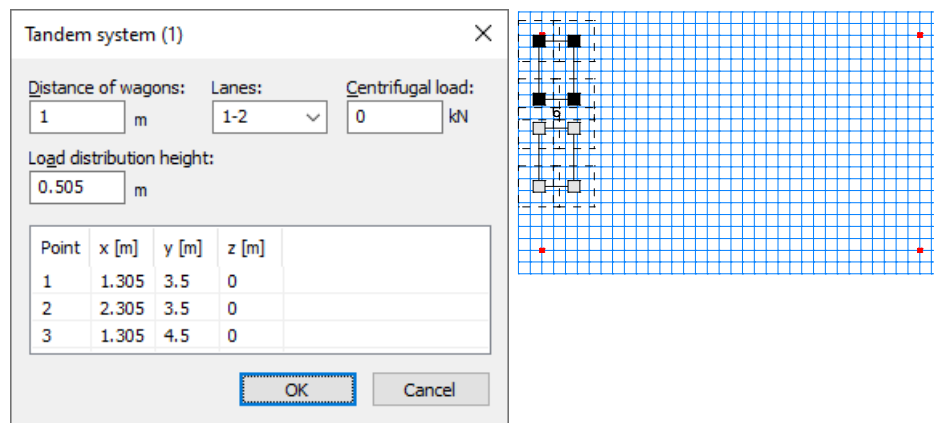 Tandem system (1)
Distance of wagons: Lanes: Centrifugal load:
1 m 1-2 0 kN
Load distribution height:
0.505 m
Point x [m] y [m] z [m]
1 1.305 3.5 0
2 2.305 3.5 0
3 1.305 4.5 0
OK Cancel